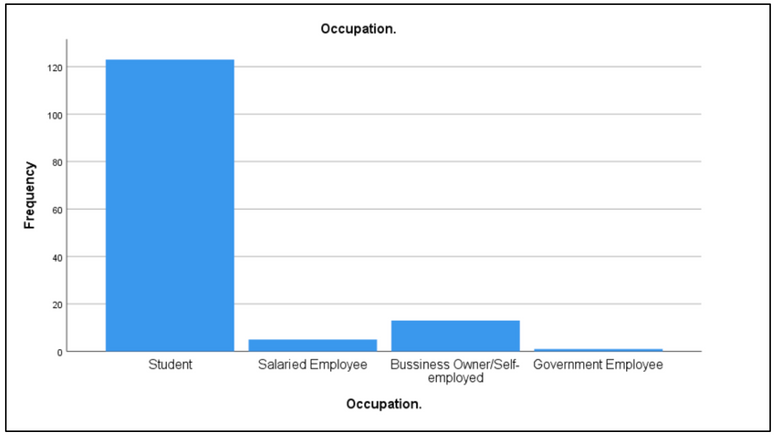 Occupation.
Frequency
120
100
80
60
40
20
0
Student
Salaried Employee
Bussiness Owner/Self-
employed
Government Employee
Occupation.